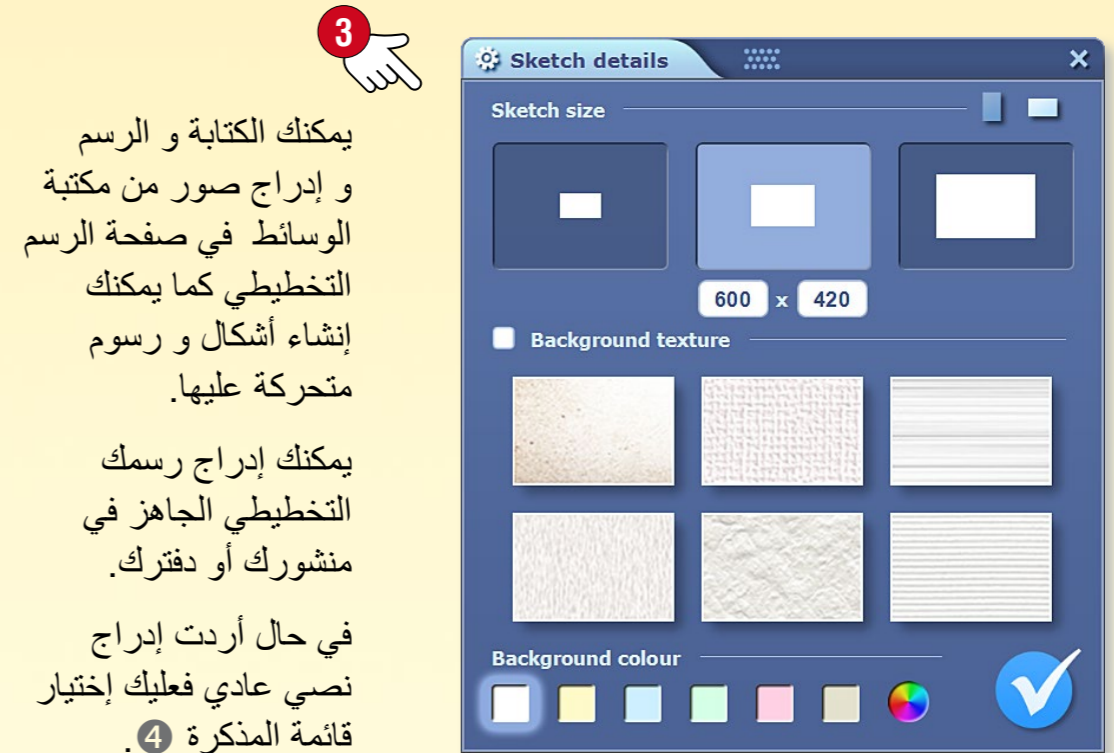 3
يمكنك الكتابة و الرسم
و إدراج صور من مكتبة
الوسائط في صفحة الرسم
التخطيطي كما يمكنك
إنشاء أشكال و رسوم
متحركة عليها.
يمكنك إدراج رسمك
التخطيطي الجاهز في
منشورك أو دفترك.
في حال أردت إدراج
نصي عادي فعليك إختيار
قائمة المذكرة ❹.
Sketch details
Sketch size
600 x 420
Background texture
Background colour